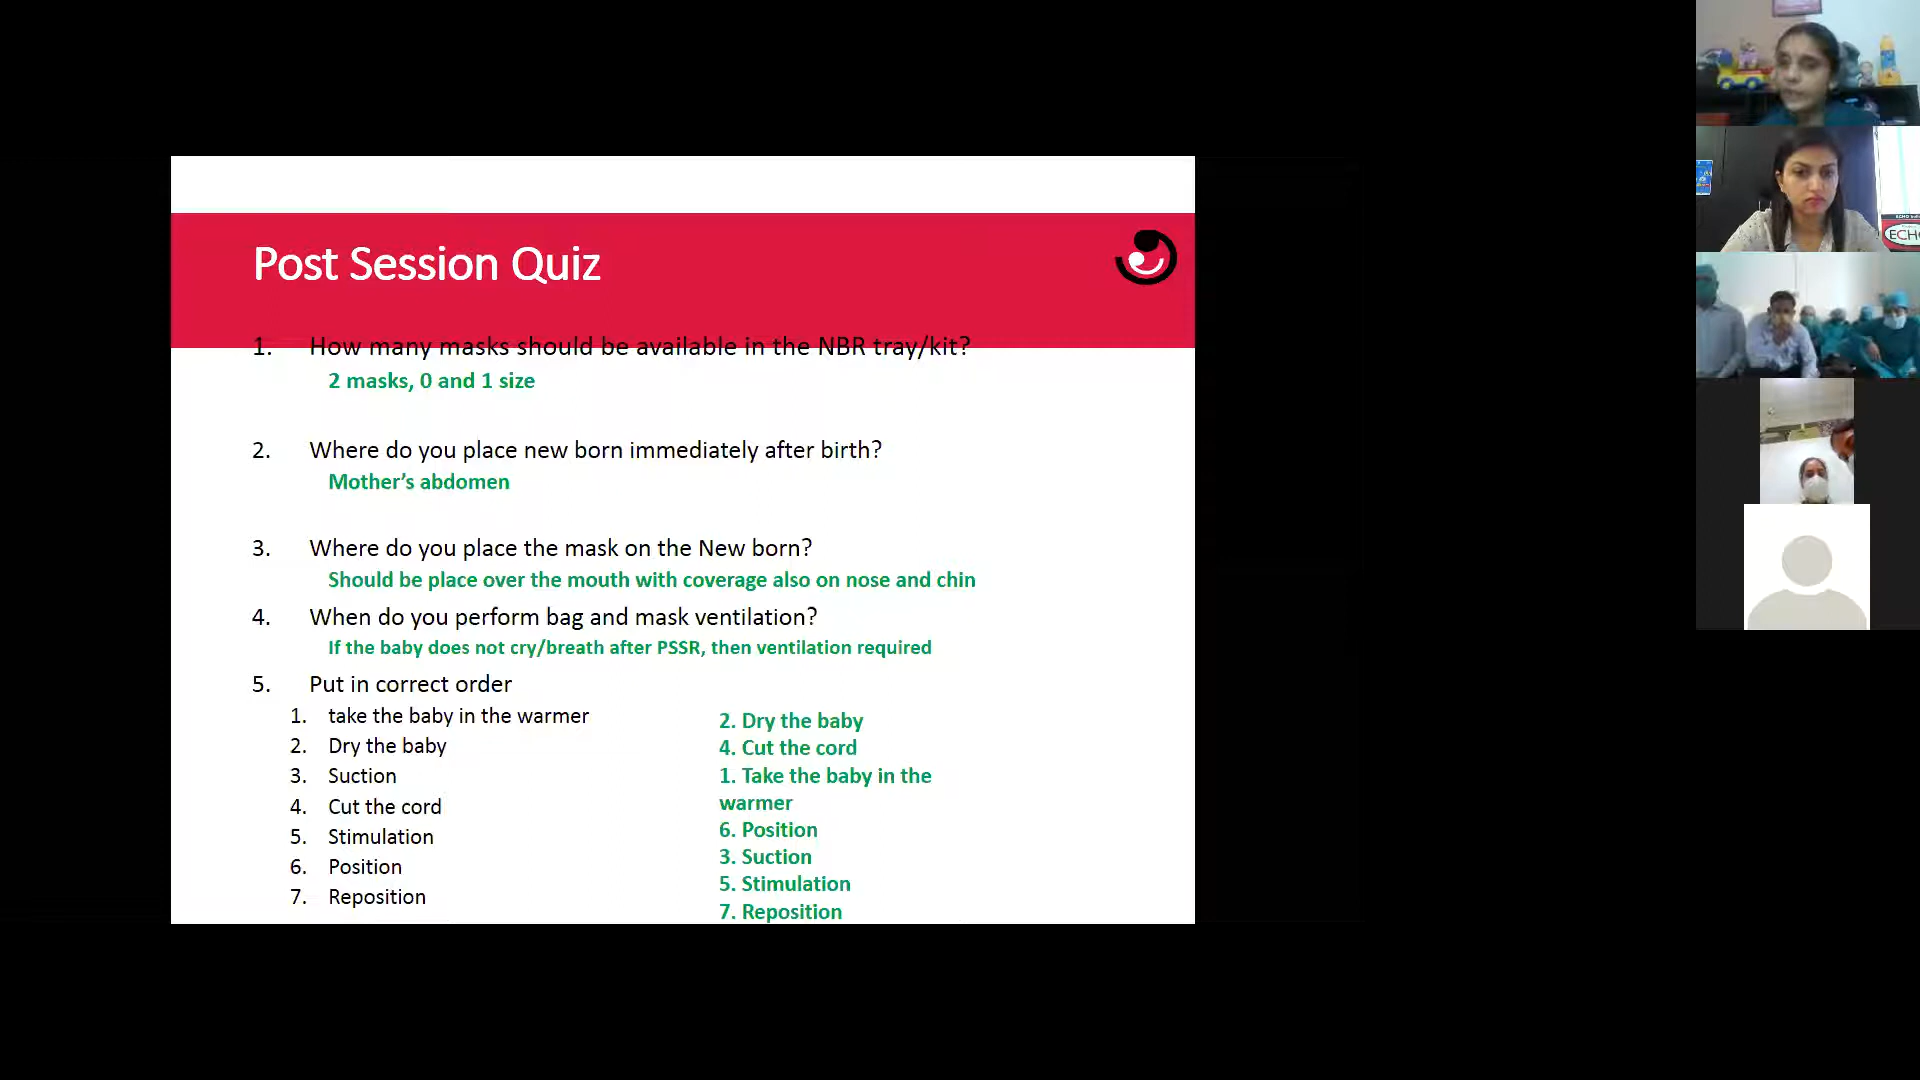 Post Session Quiz
1. How many masks should be available in the NBR tray/kit?
2 masks, 0 and 1 size
2. Where do you place new born immediately after birth?
Mother’s abdomen
3. Where do you place the mask on the New born?
Should be place over the mouth with coverage also on nose and chin
4. When do you perform bag and mask ventilation?
If the baby does not cry/breath after PSSR, then ventilation required
5. Put in correct order
1. take the baby in the warmer
2. Dry the baby
3. Suction
4. Cut the cord
5. Stimulation
6. Position
7. Reposition
2. Dry the baby
4. Cut the cord
1. Take the baby in the
warmer
6. Position
3. Suction
5. Stimulation
7. Reposition